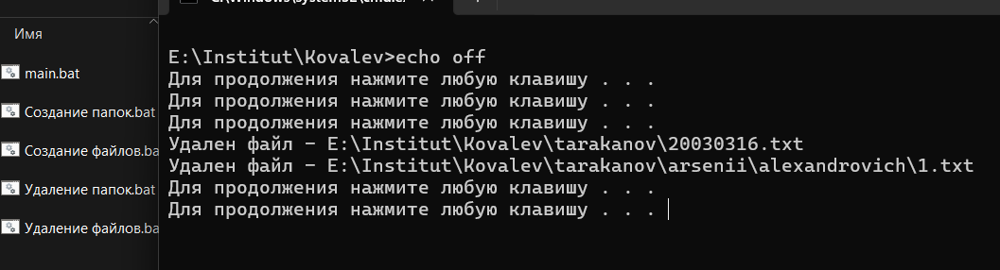 Имя
main.bat
Создание папок.bat
Создание файлов.ba
Удаление папок.bat
Удаление файлов.ba
E:\Institut\Kovalev>echo off
Для продолжения нажмите любую клавишу . . .
Для продолжения нажмите любую клавишу . . .
Для продолжения нажмите любую клавишу . . .
Удален файл - E:\Institut\Kovalev\tarakanov\20030316.txt
Удален файл - E:\Institut\Kovalev\tarakanov\arsenii\alexandrovich\1.txt
Для продолжения нажмите любую клавишу . . .
Для продолжения нажмите любую клавишу . . .